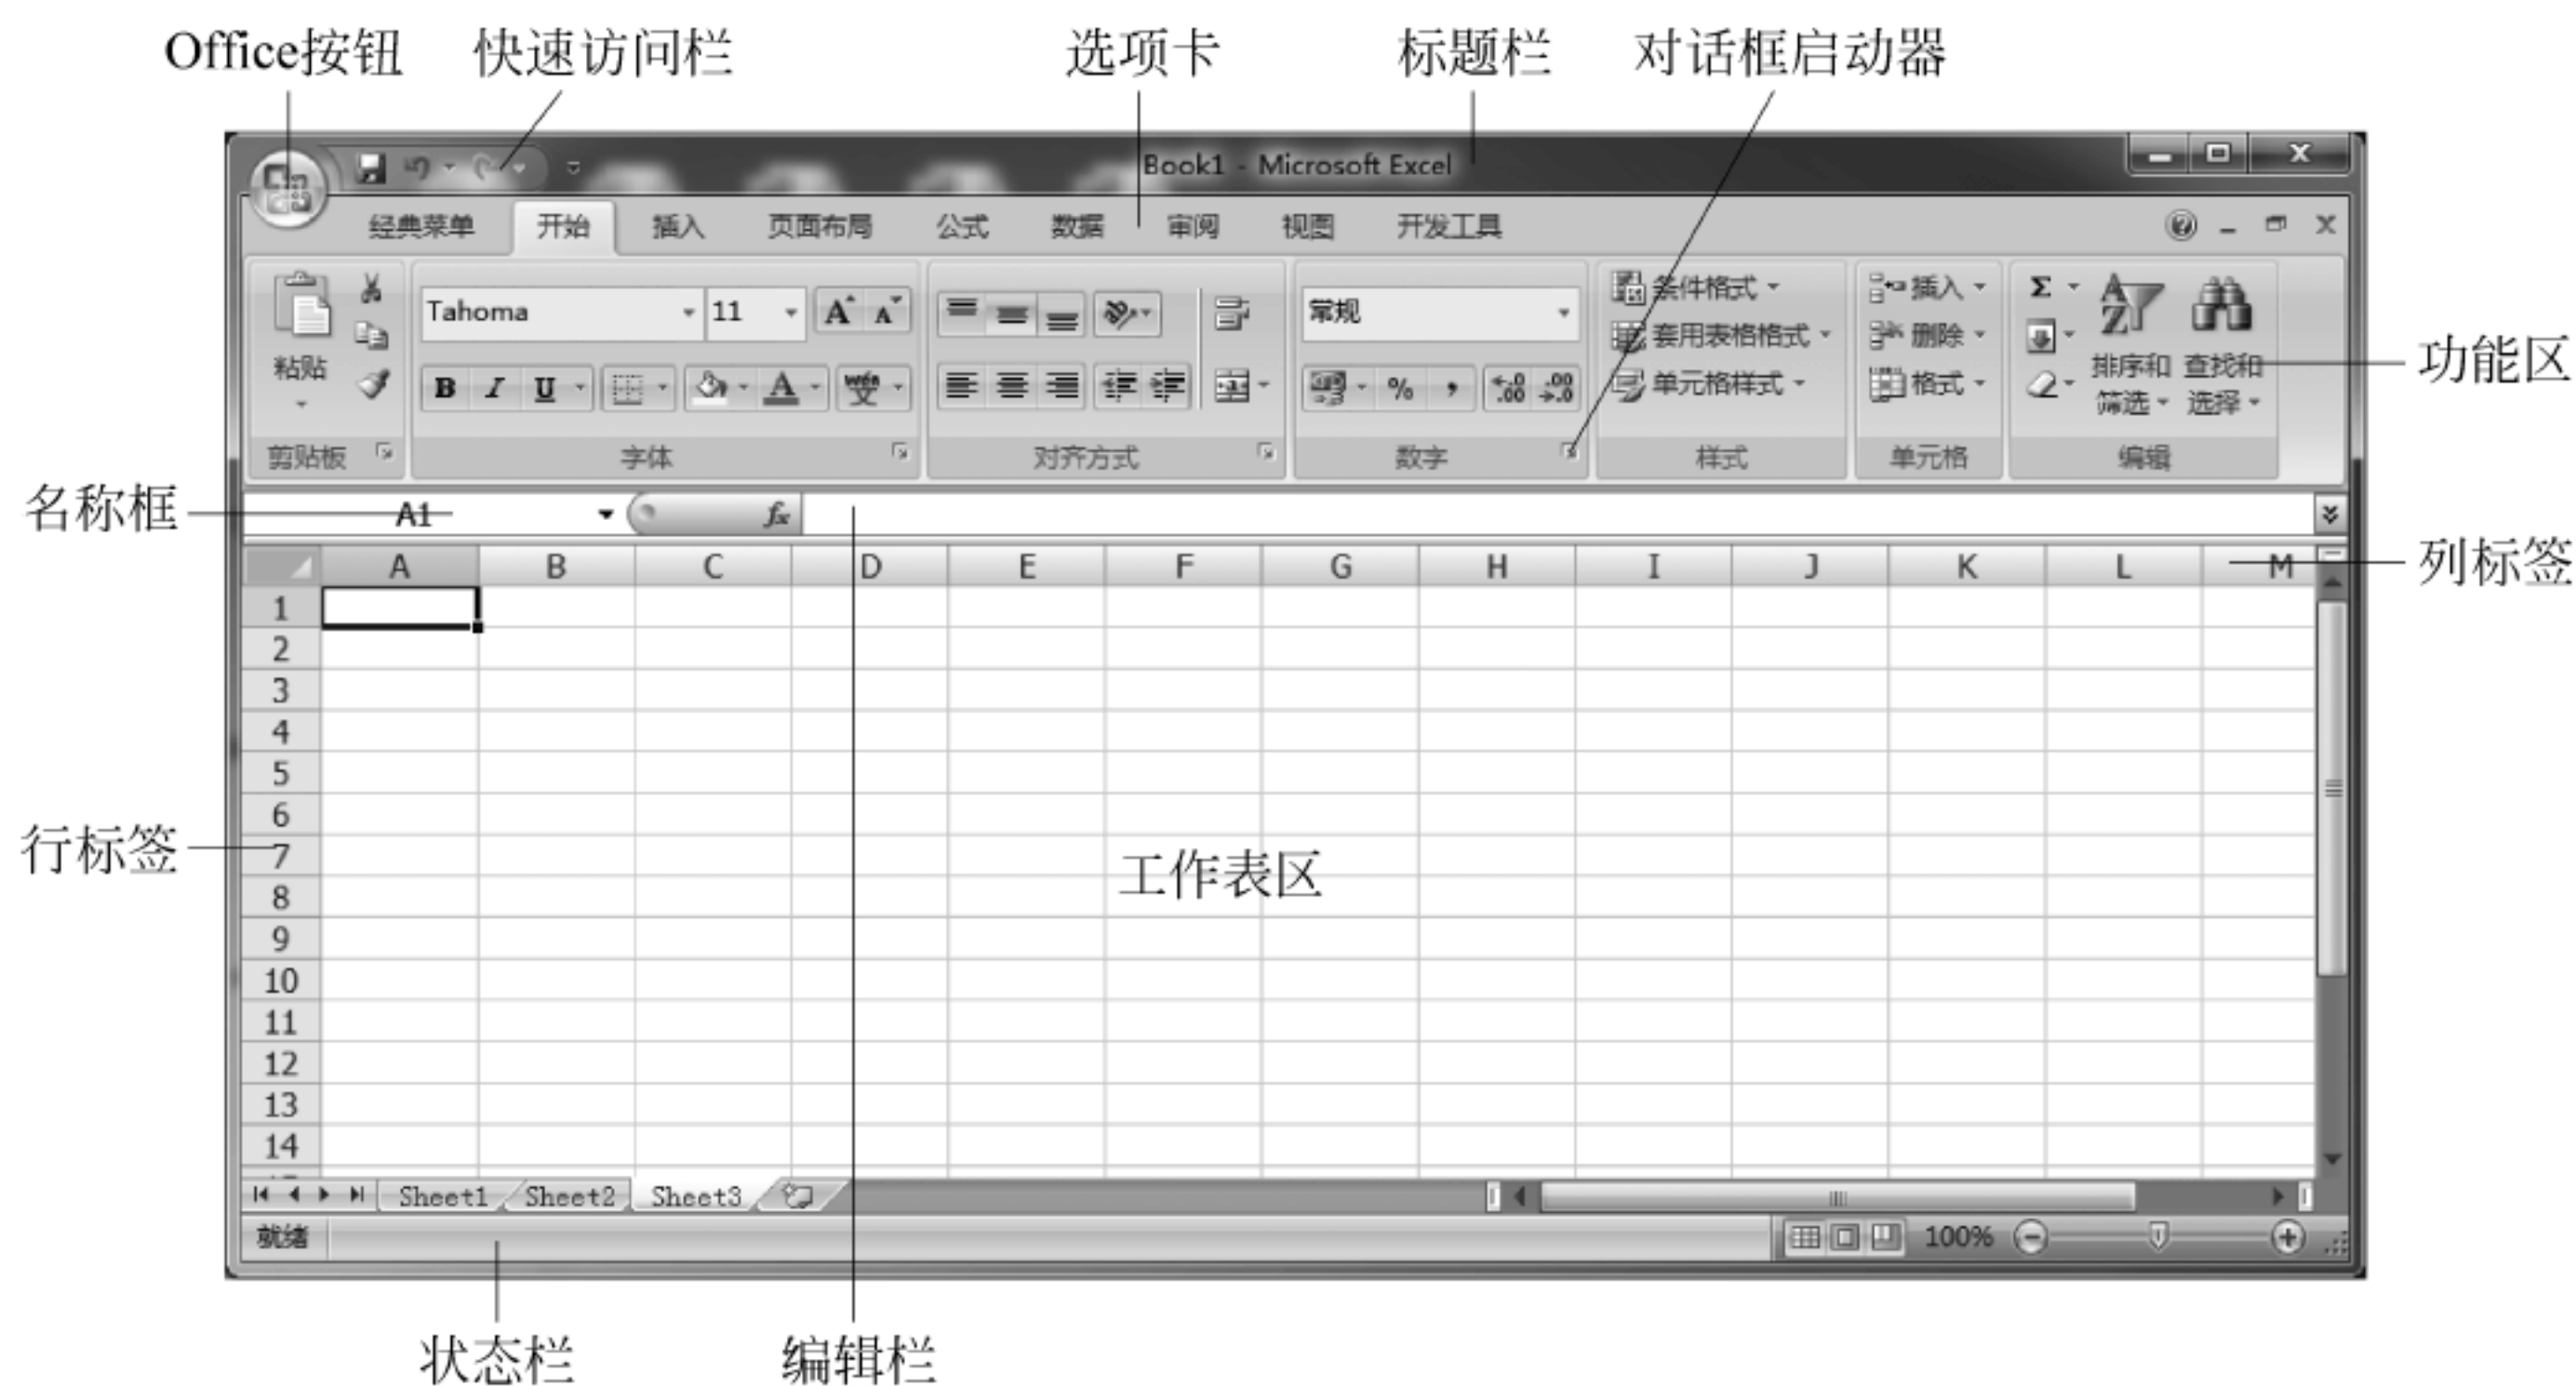 Office按钮 快速访问栏 选项卡 标题栏 对话框启动器
Book1 - Microsoft Excel
经典菜单 开始 插入 页面布局 公式 数据 审阅 视图 开发工具
Tahoma 11 常规 条件格式 插入 Σ
套用表格格式 删除
粘贴 排序和 查找和 功能区
B I U A wén 文 % , 单元格样式 格式 筛选 选择
剪贴板 字体 对齐方式 数字 样式 单元格 编辑
名称框 A1 fx
A B C D E F G H I J K L M 列标签
1
2
3
4
5
6
行标签 7 工作表区
8
9
10
11
12
13
14
Sheet1 Sheet2 Sheet3
就绪 100%
状态栏 编辑栏